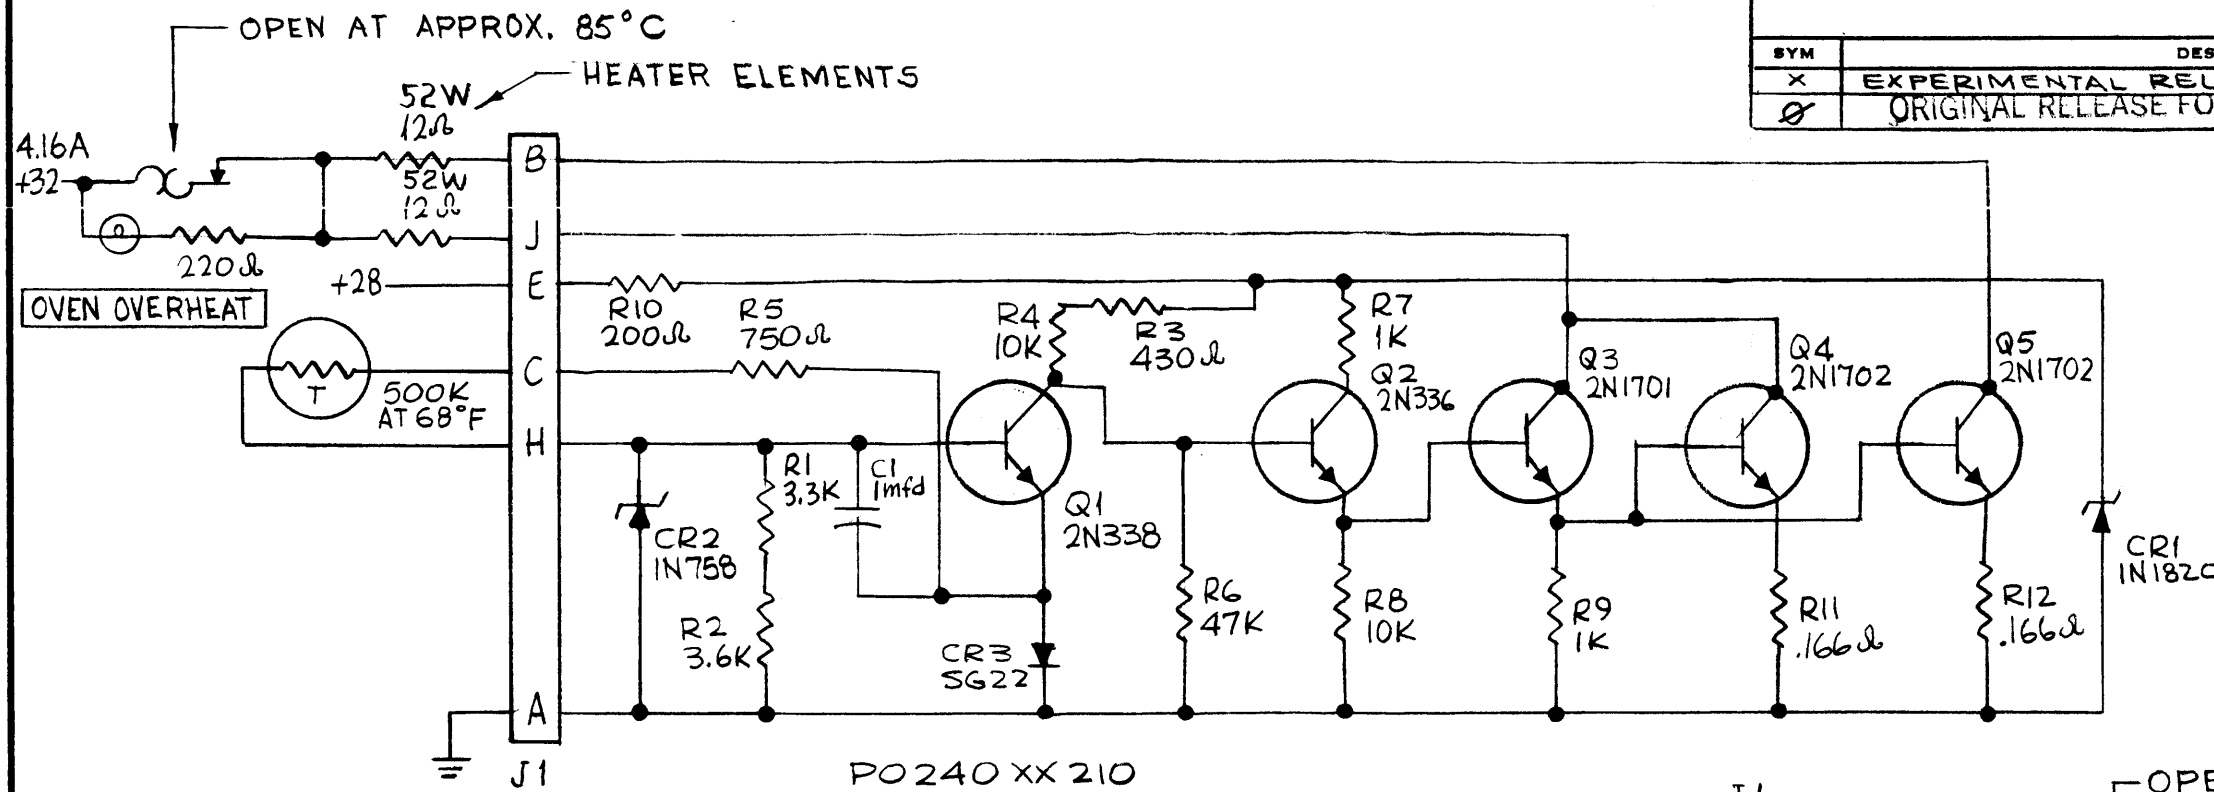 OPEN AT APPROX. 85°C
HEATER ELEMENTS
SYM
DES
X
EXPERIMENTAL REL
Ø
ORIGINAL RELEASE FO
52W
12Ω
4.16A
+32
52W
12Ω
220Ω
OVEN OVERHEAT
+28
T
500K
AT 68°F
B
J
E
C
H
A
J1
R10
200Ω
R5
750Ω
R4
10K
R3
430Ω
R7
1K
Q2
2N336
Q3
2N1701
Q4
2N1702
Q5
2N1702
CR2
1N758
R1
3.3K
C1
1mfd
R2
3.6K
Q1
2N338
CR3
SG22
R6
47K
R8
10K
R9
1K
R11
.166Ω
R12
.166Ω
CR1
1N182
PO240XX210
OPE